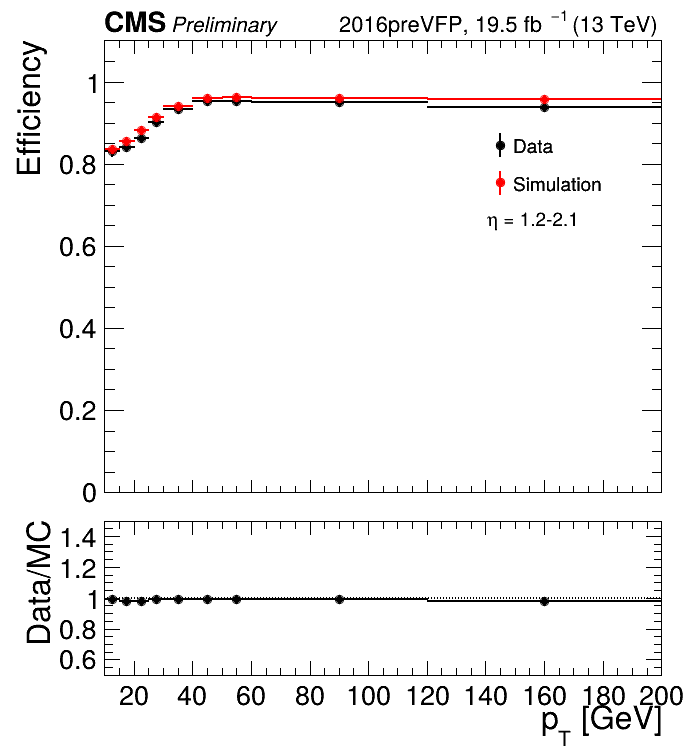 CMS Preliminary 2016preVFP, 19.5 fb⁻¹ (13 TeV)
Efficiency
1
0.8
0.6
0.4
0.2
0
Data
Simulation
η = 1.2-2.1
Data/MC
1.4
1.2
1
0.8
0.6
20 40 60 80 100 120 140 160 180 200
p_T [GeV]